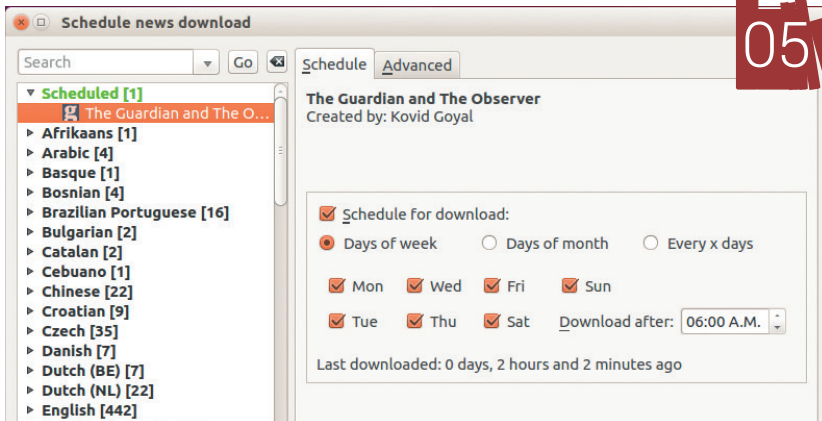 Schedule news download
05
Search
Go
Scheduled [1]
The Guardian and The O...
Afrikaans [1]
Arabic [4]
Basque [1]
Bosnian [4]
Brazilian Portuguese [16]
Bulgarian [2]
Catalan [2]
Cebuano [1]
Chinese [22]
Croatian [9]
Czech [35]
Danish [7]
Dutch (BE) [7]
Dutch (NL) [22]
English [442]
Schedule Advanced
The Guardian and The Observer
Created by: Kovid Goyal
Schedule for download:
Days of week Days of month Every x days
Mon Wed Fri Sun
Tue Thu Sat Download after: 06:00 A.M.
Last downloaded: 0 days, 2 hours and 2 minutes ago